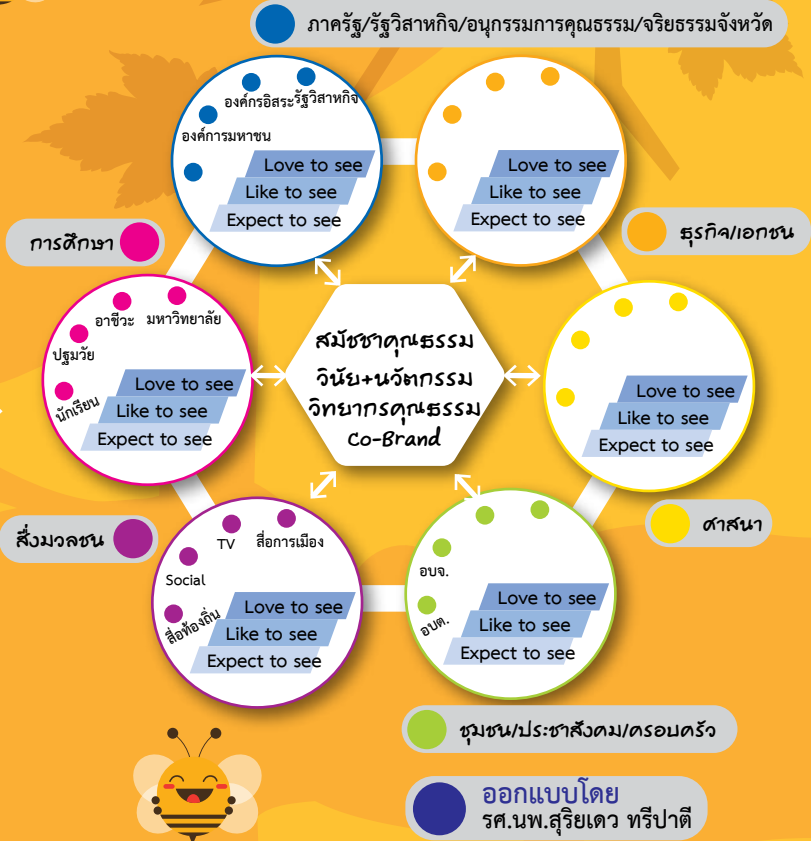 ภาครัฐ/รัฐวิสาหกิจ/อนุกรรมการคุณธรรม/จริยธรรมจังหวัด
องค์กรอิสระ
รัฐวิสาหกิจ
องค์การมหาชน
Love to see
Like to see
Expect to see
Love to see
Like to see
Expect to see
การศึกษา
ธุรกิจ/เอกชน
อาชีวะ
มหาวิทยาลัย
ปฐมวัย
นักเรียน
Love to see
Like to see
Expect to see
สมัชชาคุณธรรม
วินัย+นวัตกรรม
วิทยากรคุณธรรม
Co-Brand
Love to see
Like to see
Expect to see
สื่อมวลชน
ศาสนา
TV
สื่อการเมือง
Social
สื่อท้องถิ่น
Love to see
Like to see
Expect to see
อบจ.
อบต.
Love to see
Like to see
Expect to see
ชุมชน/ประชาสังคม/ครอบครัว
ออกแบบโดย
รศ.นพ.สุริยเดว ทรีปาตี